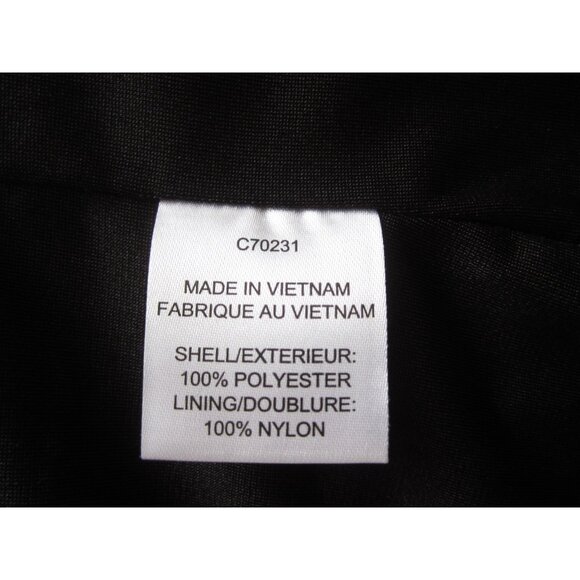 C70231
MADE IN VIETNAM
FABRIQUE AU VIETNAM
SHELL/EXTERIEUR:
100% POLYESTER
LINING/DOUBLURE:
100% NYLON